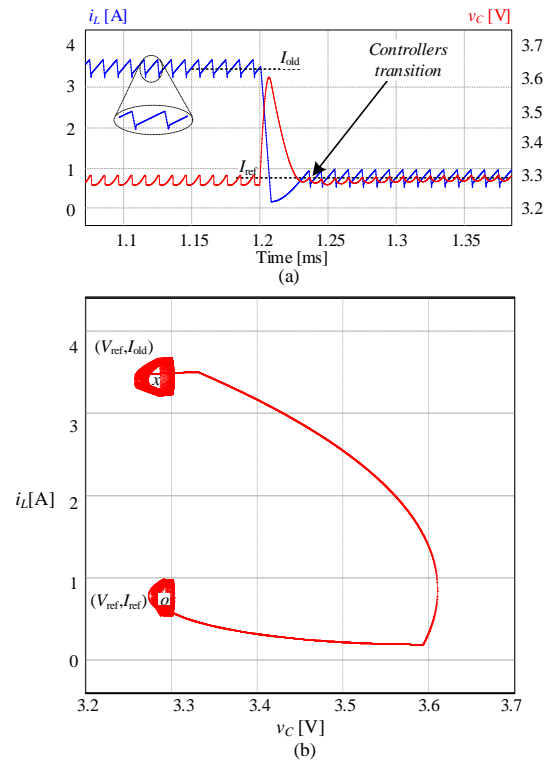 i_L [A]
v_C [V]
4
3
2
1
0
3.7
3.6
3.5
3.4
3.3
3.2
I_old
I_ref
Controllers
transition
1.1
1.15
1.2
1.25
1.3
1.35
Time [ms]
(a)
(V_ref,I_old)
x
(V_ref,I_ref)
o
i_L[A]
4
3
2
1
0
3.2
3.3
3.4
3.5
3.6
3.7
v_C [V]
(b)